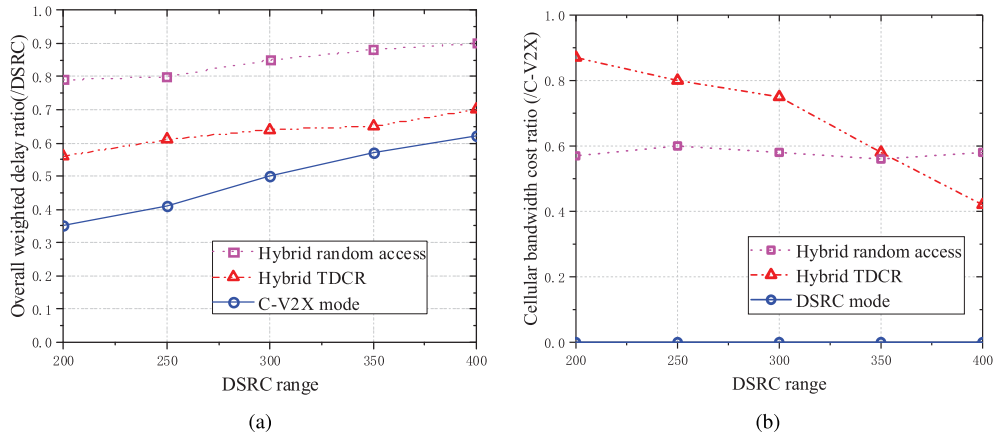 Overall weighted delay ratio(/DSRC)
1.0
0.9
0.8
0.7
0.6
0.5
0.4
0.3
0.2
0.1
0.0
Hybrid random access
Hybrid TDCR
C-V2X mode
200 250 300 350 400
DSRC range
(a)
Cellular bandwidth cost ratio (/C-V2X)
1.0
0.8
0.6
0.4
0.2
0.0
Hybrid random access
Hybrid TDCR
DSRC mode
200 250 300 350 400
DSRC range
(b)